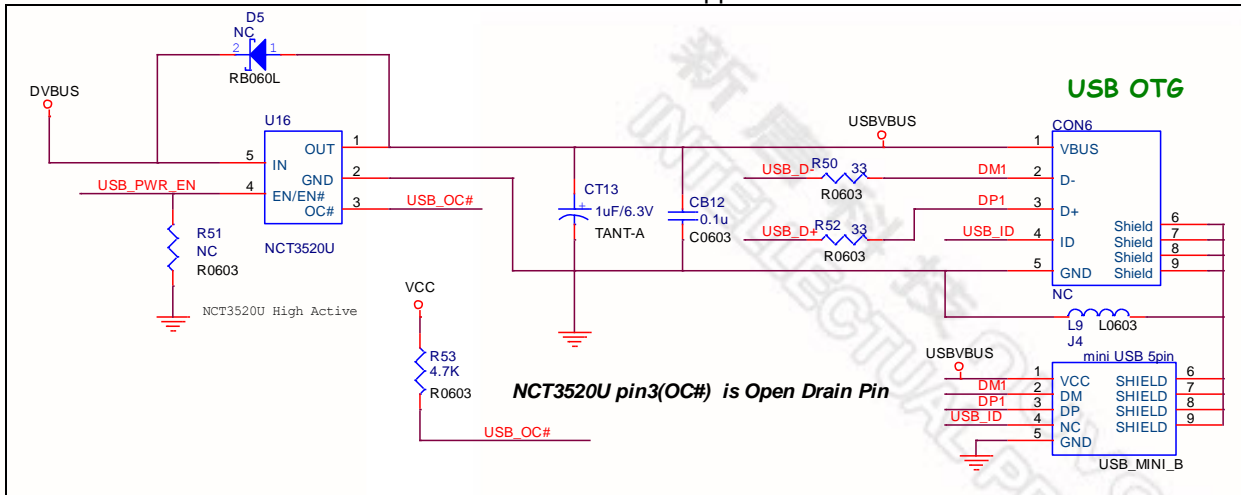 D5
NC
2 1
RB060L
DVBUS
U16
OUT 1
5 IN
GND 2
USB_PWR_EN 4 EN/EN#
OC# 3 USB_OC#
NCT3520U
R51
NC
R0603
NCT3520U High Active
VCC
R53
4.7K
R0603
USB_OC#
NCT3520U pin3(OC#) is Open Drain Pin
CT13
+
1uF/6.3V
TANT-A
CB12
0.1u
C0603
USBVBUS
USB_D- R50 33 DM1
R0603
USB_D+ R52 33 DP1
R0603
USB_ID
USB OTG
CON6
1 VBUS
2 D-
3 D+
4 ID
5 GND
Shield 6
Shield 7
Shield 8
Shield 9
NC
L9 L0603
J4
mini USB 5pin
USBVBUS
1 VCC SHIELD 6
DM1 2 DM SHIELD 7
DP1 3 DP SHIELD 8
USB_ID 4 NC SHIELD 9
5 GND
USB_MINI_B
新唐科技
INTELLECTUAL